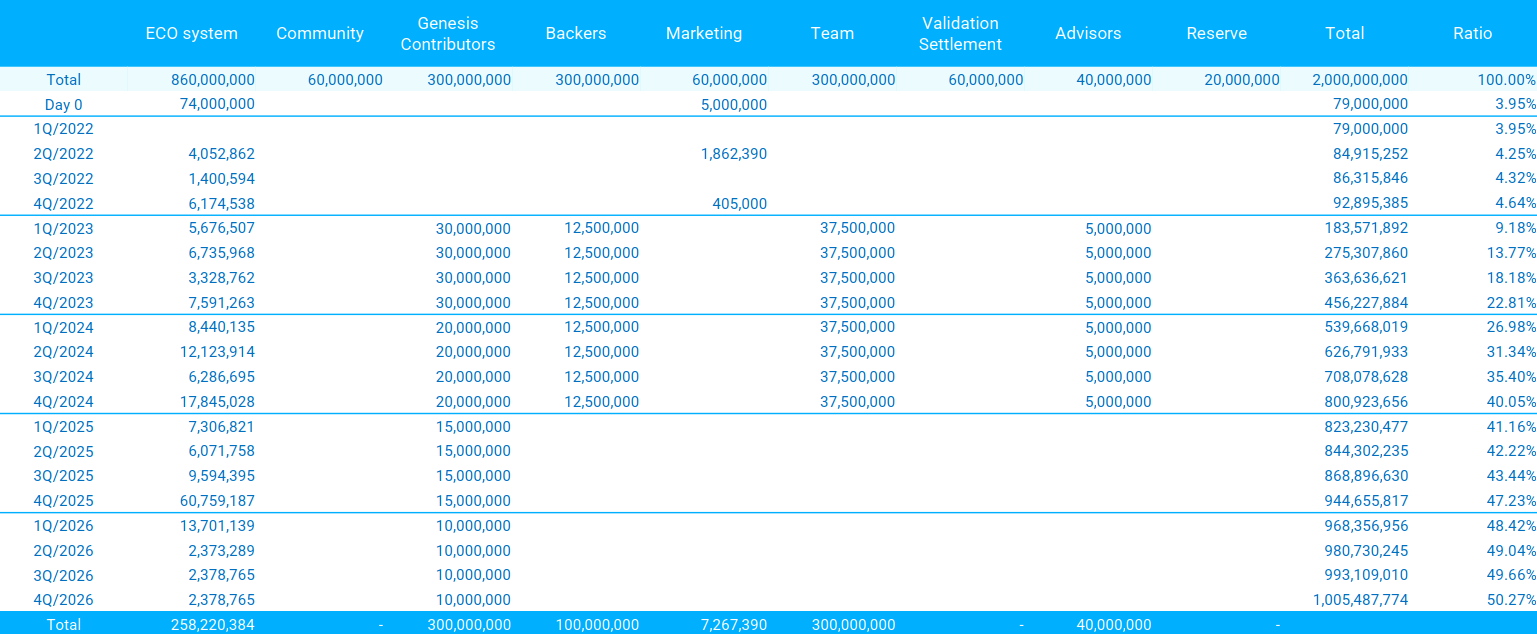 ECO system Community Genesis Contributors Backers Marketing Team Validation Settlement Advisors Reserve Total Ratio
Total 860,000,000 60,000,000 300,000,000 300,000,000 60,000,000 300,000,000 60,000,000 40,000,000 20,000,000 2,000,000,000 100.00%
Day 0 74,000,000 5,000,000 79,000,000 3.95%
1Q/2022 79,000,000 3.95%
2Q/2022 4,052,862 1,862,390 84,915,252 4.25%
3Q/2022 1,400,594 86,315,846 4.32%
4Q/2022 6,174,538 405,000 92,895,385 4.64%
1Q/2023 5,676,507 30,000,000 12,500,000 37,500,000 5,000,000 183,571,892 9.18%
2Q/2023 6,735,968 30,000,000 12,500,000 37,500,000 5,000,000 275,307,860 13.77%
3Q/2023 3,328,762 30,000,000 12,500,000 37,500,000 5,000,000 363,636,621 18.18%
4Q/2023 7,591,263 30,000,000 12,500,000 37,500,000 5,000,000 456,227,884 22.81%
1Q/2024 8,440,135 20,000,000 12,500,000 37,500,000 5,000,000 539,668,019 26.98%
2Q/2024 12,123,914 20,000,000 12,500,000 37,500,000 5,000,000 626,791,933 31.34%
3Q/2024 6,286,695 20,000,000 12,500,000 37,500,000 5,000,000 708,078,628 35.40%
4Q/2024 17,845,028 20,000,000 12,500,000 37,500,000 5,000,000 800,923,656 40.05%
1Q/2025 7,306,821 15,000,000 823,230,477 41.16%
2Q/2025 6,071,758 15,000,000 844,302,235 42.22%
3Q/2025 9,594,395 15,000,000 868,896,630 43.44%
4Q/2025 60,759,187 15,000,000 944,655,817 47.23%
1Q/2026 13,701,139 10,000,000 968,356,956 48.42%
2Q/2026 2,373,289 10,000,000 980,730,245 49.04%
3Q/2026 2,378,765 10,000,000 993,109,010 49.66%
4Q/2026 2,378,765 10,000,000 1,005,487,774 50.27%
Total 258,220,384 - 300,000,000 100,000,000 7,267,390 300,000,000 - 40,000,000 -